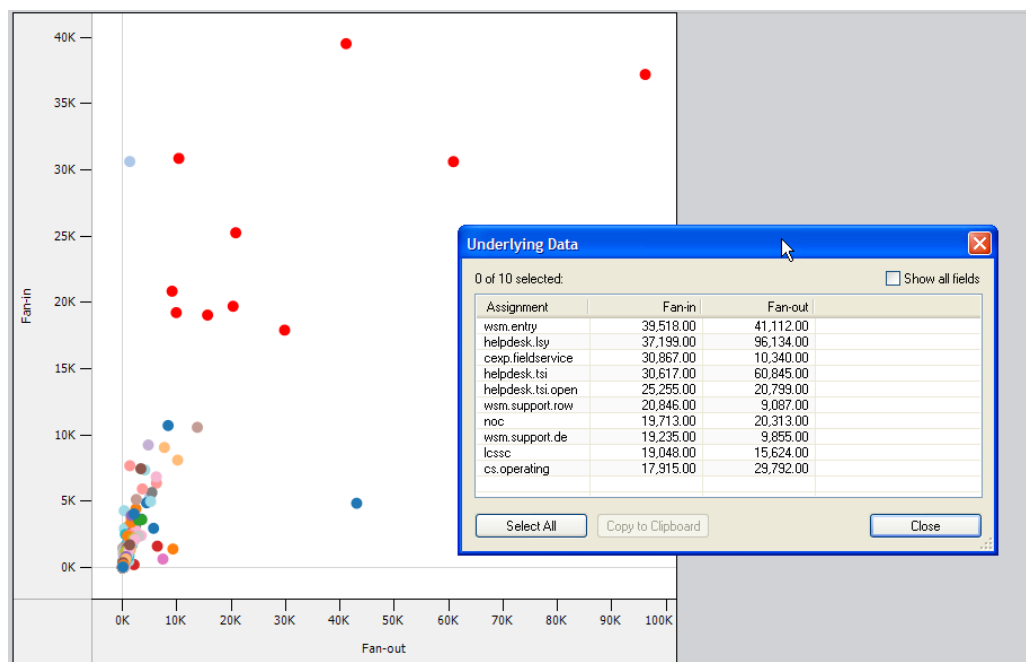 40K
35K
30K
25K
20K
15K
10K
5K
0K
Fan-in
0K 10K 20K 30K 40K 50K 60K 70K 80K 90K 100K
Fan-out
Underlying Data
0 of 10 selected: Show all fields
Assignment Fan-in Fan-out
wsm.entry 39,518.00 41,112.00
helpdesk.lsy 37,199.00 96,134.00
cexp.fieldservice 30,867.00 10,340.00
helpdesk.tsi 30,617.00 60,845.00
helpdesk.tsi.open 25,255.00 20,799.00
wsm.support.row 20,846.00 9,087.00
noc 19,713.00 20,313.00
wsm.support.de 19,235.00 9,855.00
lcssc 19,048.00 15,624.00
cs.operating 17,915.00 29,792.00
Select All Copy to Clipboard Close